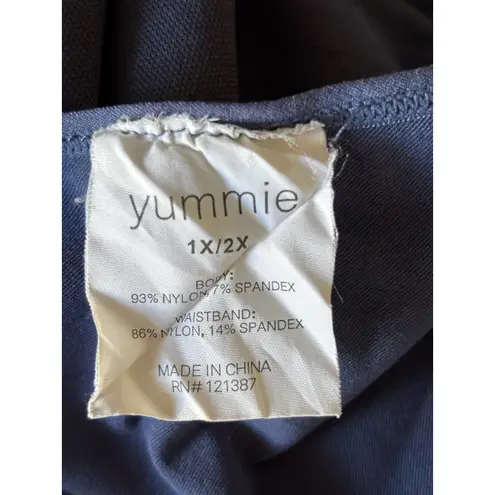 yummie
1X/2X
BODY:
93% NYLON, 7% SPANDEX
WAISTBAND:
86% NYLON, 14% SPANDEX
MADE IN CHINA
RN# 121387